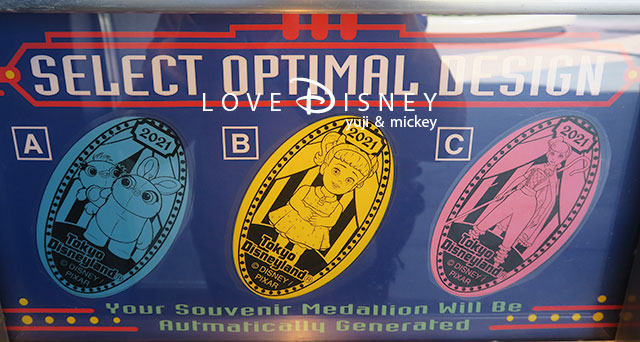 SELECT OPTIMAL DESIGN
LOVE DISNEY
yuji & mickey
A
2021
Tokyo
Disneyland
© DISNEY
PIXAR
B
2021
Tokyo
Disneyland
© DISNEY
PIXAR
C
2021
Tokyo
Disneyland
© DISNEY
PIXAR
Your Souvenir Medallion Will Be
Autmatically Generated